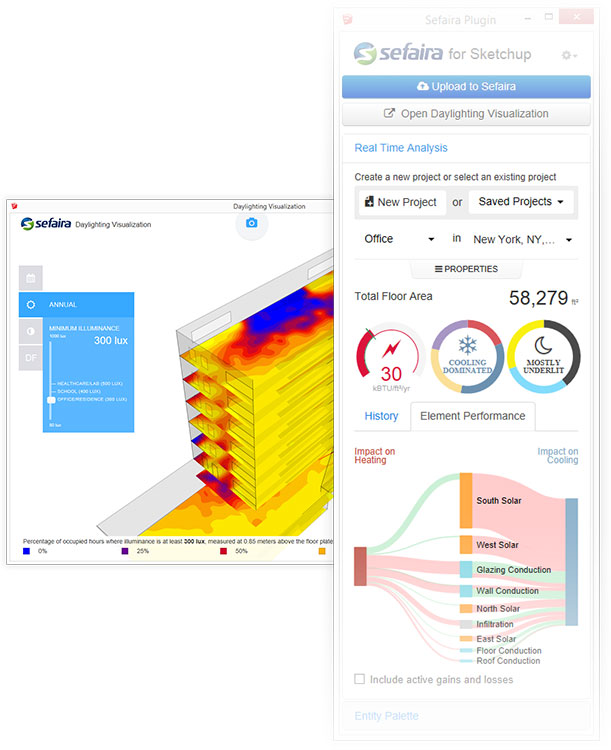 Sefaira Plugin
sefaira for Sketchup
Upload to Sefaira
Open Daylighting Visualization
Real Time Analysis
Create a new project or select an existing project
New Project or Saved Projects
Office in New York, NY,...
PROPERTIES
Total Floor Area 58,279 ft²
30
kBTU/ft²/yr
COOLING
DOMINATED
MOSTLY
UNDERLIT
History Element Performance
Impact on
Heating
Impact on
Cooling
South Solar
West Solar
Glazing Conduction
Wall Conduction
North Solar
Infiltration
East Solar
Floor Conduction
Roof Conduction
Include active gains and losses
Entity Palette
Daylighting Visualization
sefaira Daylighting Visualization
ANNUAL
MINIMUM ILLUMINANCE
300 lux
HEALTHCARE/LAB (500 LUX)
SCHOOL (400 LUX)
OFFICE/RESIDENCE (300 LUX)
DF
Percentage of occupied hours where illuminance is at least 300 lux, measured at 0.85 meters above the floor plate
0% 25% 50%